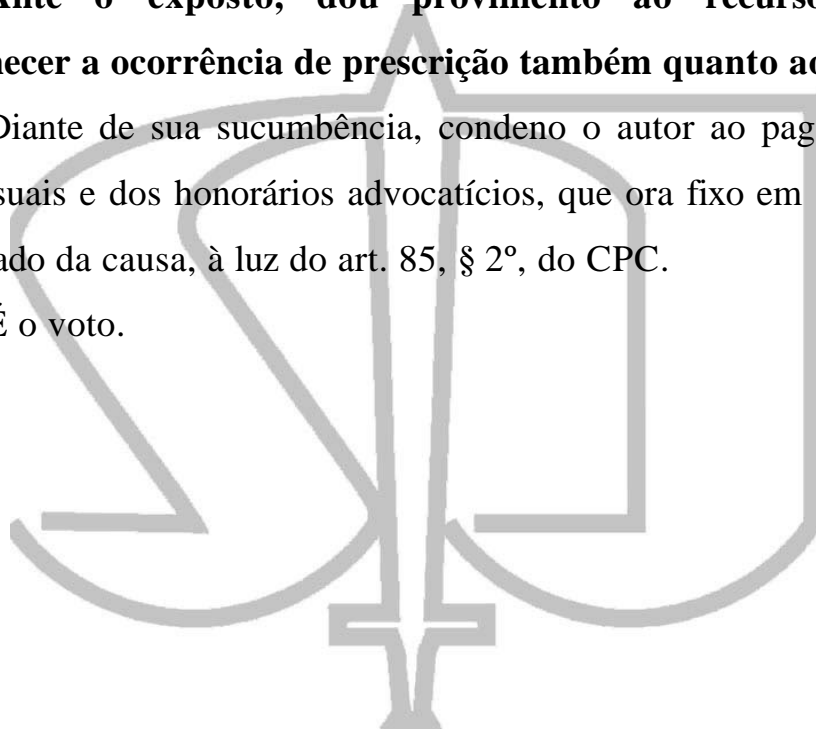 Ante o exposto, dou provimento ao recurso
hecer a ocorrência de prescrição também quanto ao
Diante de sua sucumbência, condeno o autor ao pag
suais e dos honorários advocatícios, que ora fixo em
ado da causa, à luz do art. 85, § 2º, do CPC.
É o voto.